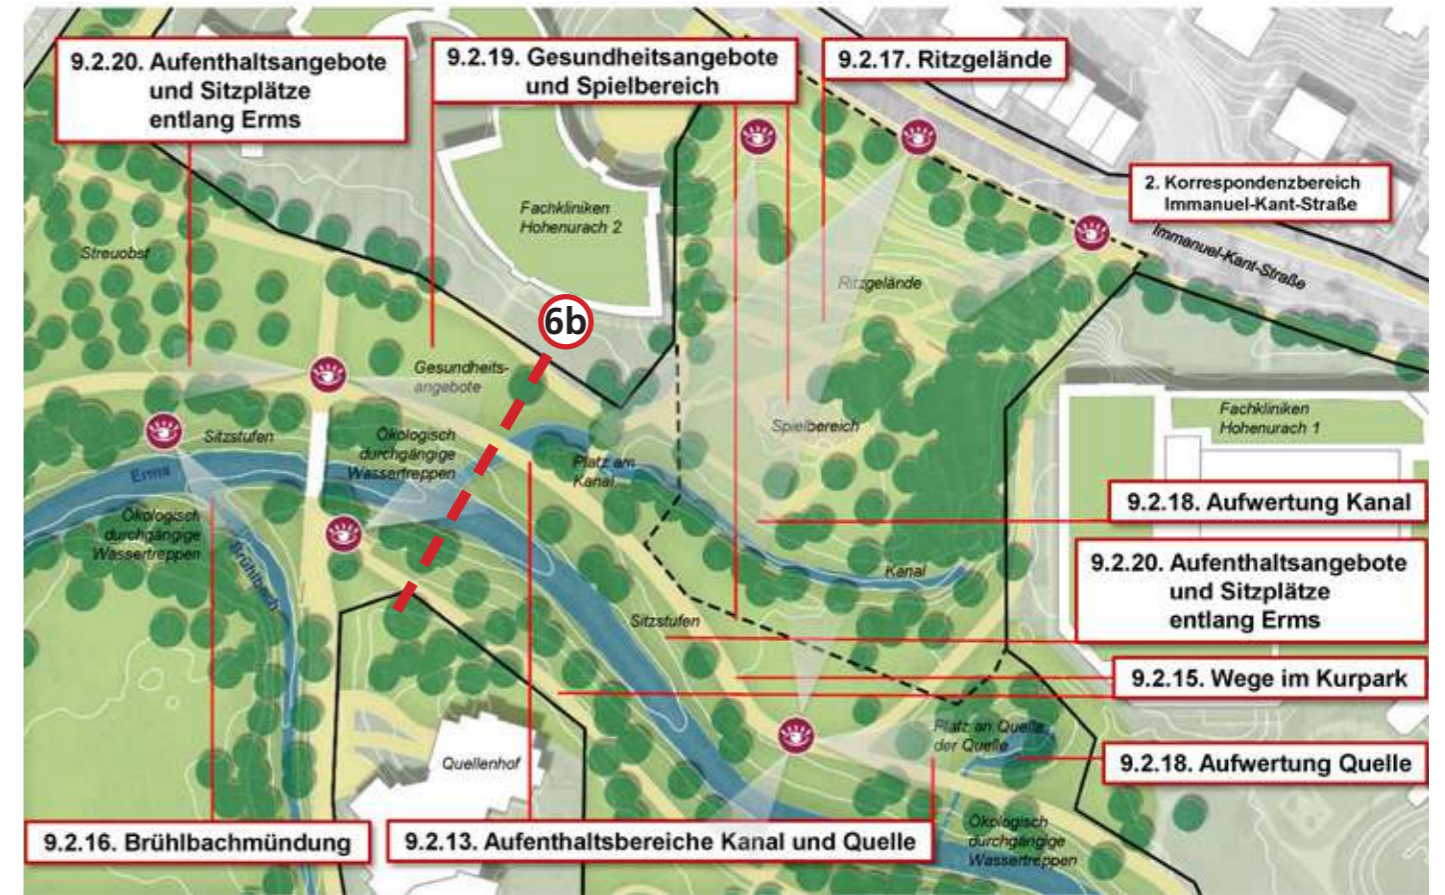 9.2.20. Aufenthaltsangebote
und Sitzplätze
entlang Erms
9.2.19. Gesundheitsangebote
und Spielbereich
9.2.17. Ritzgelände
2. Korrespondenzbereich
Immanuel-Kant-Straße
Immanuel-Kant-Straße
Fachkliniken
Hohenurach 2
Streuobst
Ritzgelände
6b
Gesundheits-
angebote
Fachkliniken
Hohenurach 1
Spielbereich
Sitzstufen
Ökologisch
durchgängige
Wassertreppen
Platz am
Kanal
Erms
9.2.18. Aufwertung Kanal
Ökologisch
durchgängige
Wassertreppen
Brühlbach
Kanal
9.2.20. Aufenthaltsangebote
und Sitzplätze
entlang Erms
Sitzstufen
9.2.15. Wege im Kurpark
Platz an Quelle
der Quelle
Quellenhof
9.2.18. Aufwertung Quelle
9.2.16. Brühlbachmündung
9.2.13. Aufenthaltsbereiche Kanal und Quelle
Ökologisch
durchgängige
Wassertreppen